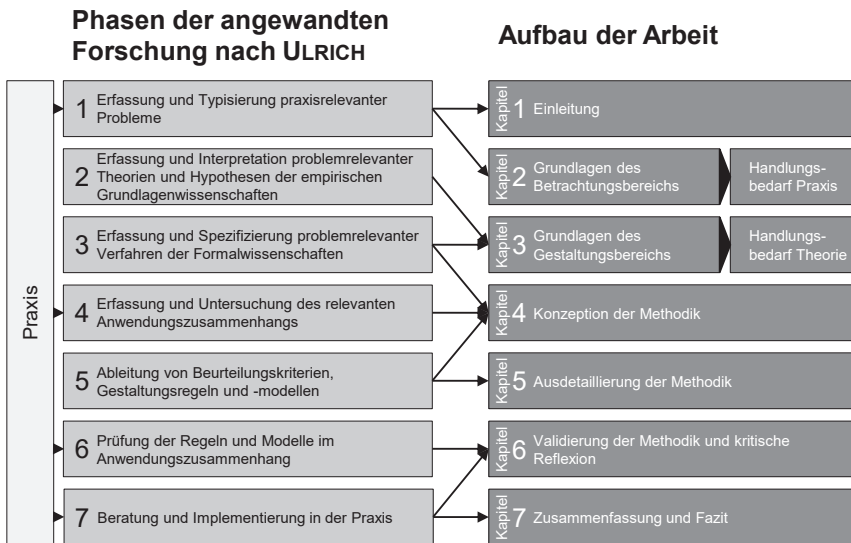 Phasen der angewandten
Forschung nach ULRICH
Aufbau der Arbeit
Praxis
1 Erfassung und Typisierung praxisrelevanter
Probleme
2 Erfassung und Interpretation problemrelevanter
Theorien und Hypothesen der empirischen
Grundlagenwissenschaften
3 Erfassung und Spezifizierung problemrelevanter
Verfahren der Formalwissenschaften
4 Erfassung und Untersuchung des relevanten
Anwendungszusammenhangs
5 Ableitung von Beurteilungskriterien,
Gestaltungsregeln und -modellen
6 Prüfung der Regeln und Modelle im
Anwendungszusammenhang
7 Beratung und Implementierung in der Praxis
Kapitel 1 Einleitung
Kapitel 2 Grundlagen des
Betrachtungsbereichs
Handlungs-
bedarf Praxis
Kapitel 3 Grundlagen des
Gestaltungsbereichs
Handlungs-
bedarf Theorie
Kapitel 4 Konzeption der Methodik
Kapitel 5 Ausdetaillierung der Methodik
Kapitel 6 Validierung der Methodik und kritische
Reflexion
Kapitel 7 Zusammenfassung und Fazit